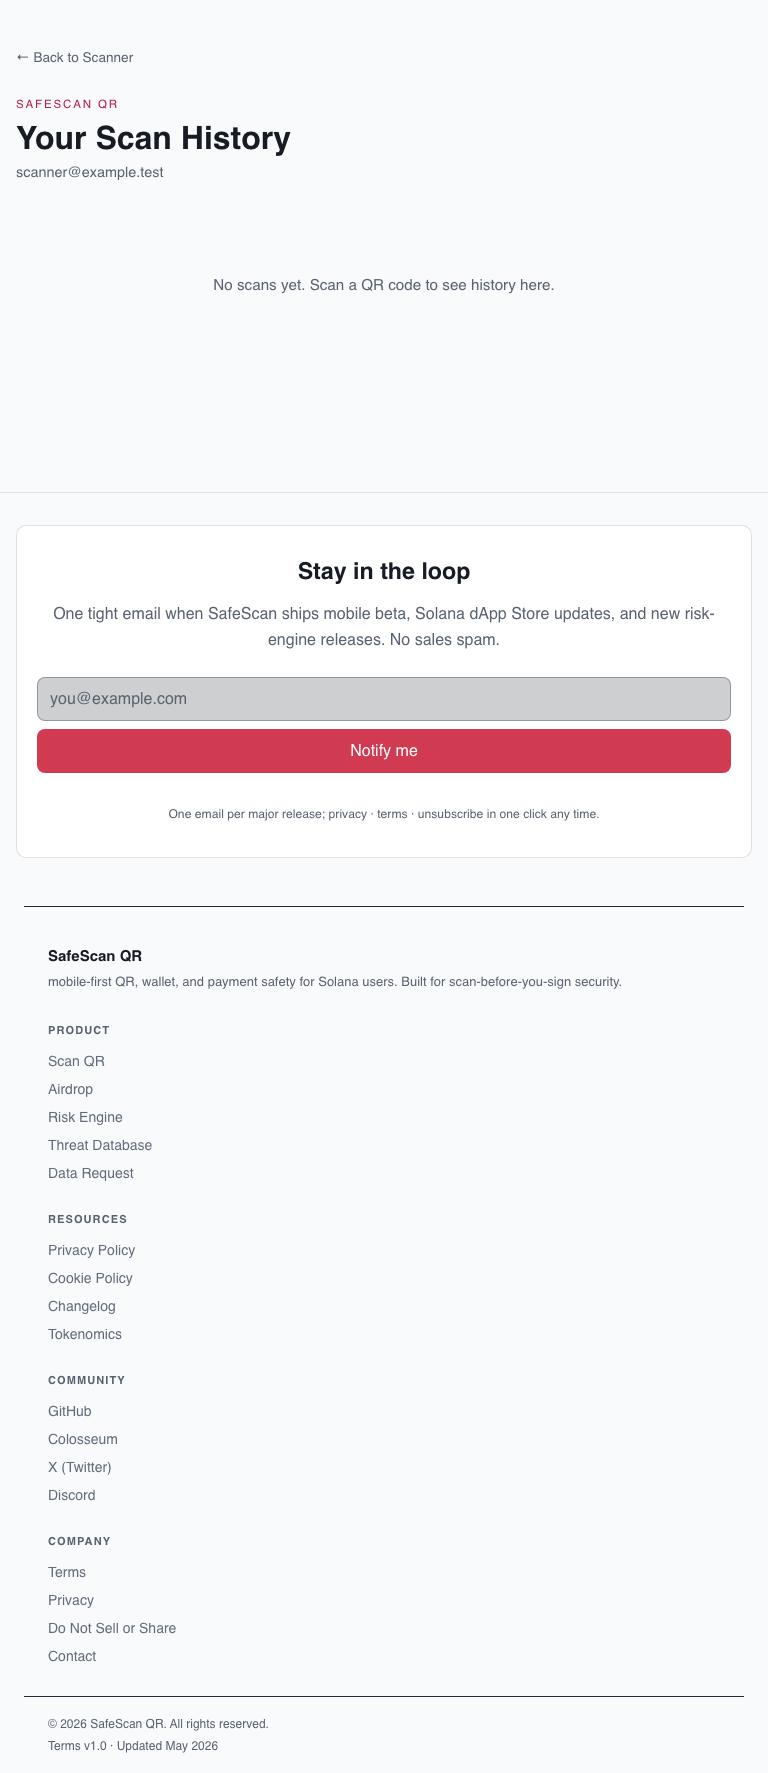 ← Back to Scanner
SAFESCAN QR
Your Scan History
scanner@example.test
No scans yet. Scan a QR code to see history here.
Stay in the loop
One tight email when SafeScan ships mobile beta, Solana dApp Store updates, and new risk-
engine releases. No sales spam.
you@example.com
Notify me
One email per major release; privacy · terms · unsubscribe in one click any time.
SafeScan QR
mobile-first QR, wallet, and payment safety for Solana users. Built for scan-before-you-sign security.
PRODUCT
Scan QR
Airdrop
Risk Engine
Threat Database
Data Request
RESOURCES
Privacy Policy
Cookie Policy
Changelog
Tokenomics
COMMUNITY
GitHub
Colosseum
X (Twitter)
Discord
COMPANY
Terms
Privacy
Do Not Sell or Share
Contact
© 2026 SafeScan QR. All rights reserved.
Terms v1.0 · Updated May 2026